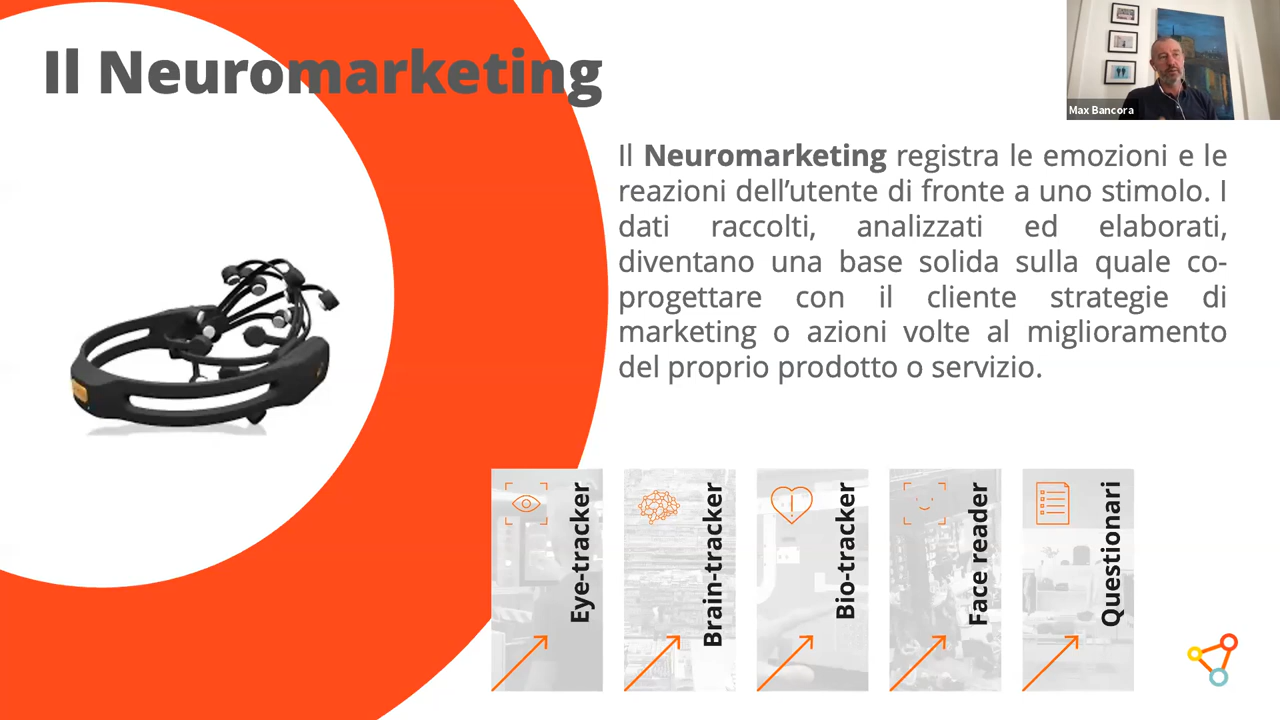 Il Neuromarketing
Max Bancora
Il Neuromarketing registra le emozioni e le
reazioni dell’utente di fronte a uno stimolo. I
dati raccolti, analizzati ed elaborati,
diventano una base solida sulla quale co-
progettare con il cliente strategie di
marketing o azioni volte al miglioramento
del proprio prodotto o servizio.
Eye-tracker
Brain-tracker
Bio-tracker
Face reader
Questionari